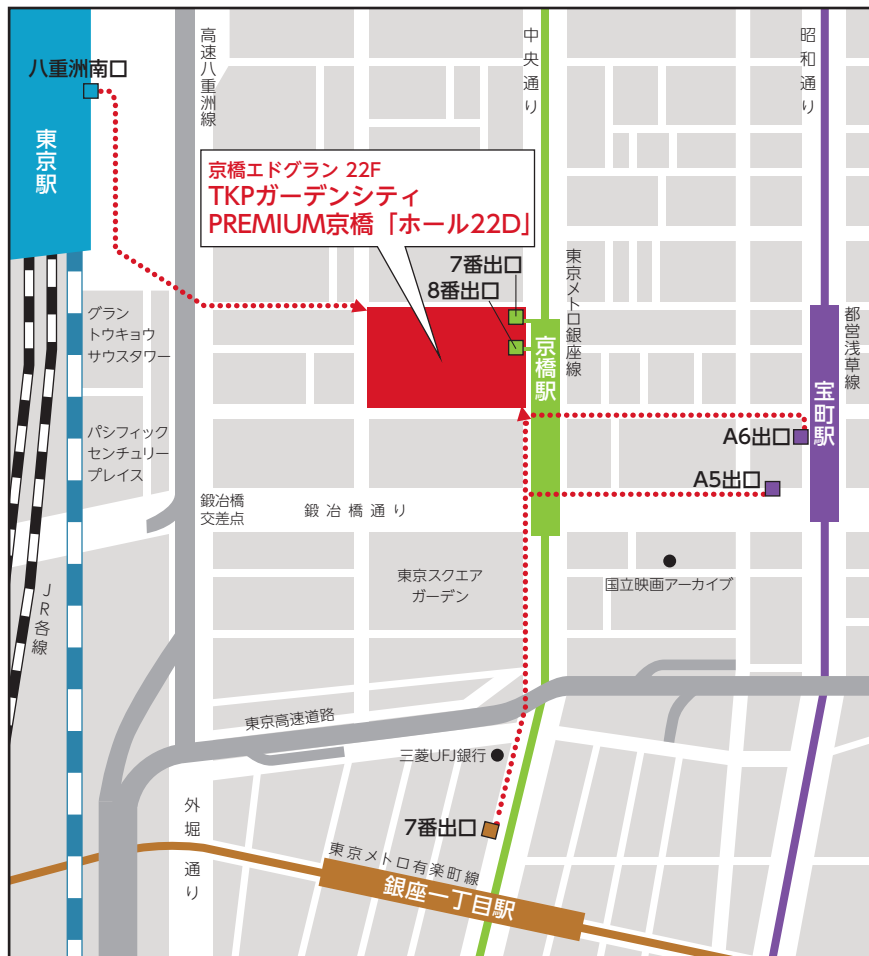 八重洲南口
東京駅
高速八重洲線
中央通り
昭和通り
京橋エドグラン 22F
TKPガーデンシティ
PREMIUM京橋「ホール22D」
7番出口
8番出口
東京メトロ銀座線
都営浅草線
グラン
トウキョウ
サウスタワー
京橋駅
宝町駅
A6出口
A5出口
パシフィック
センチュリー
プレイス
鍛冶橋
交差点
鍛冶橋通り
東京スクエア
ガーデン
国立映画アーカイブ
JR各線
東京高速道路
三菱UFJ銀行
外堀通り
7番出口
東京メトロ有楽町線
銀座一丁目駅